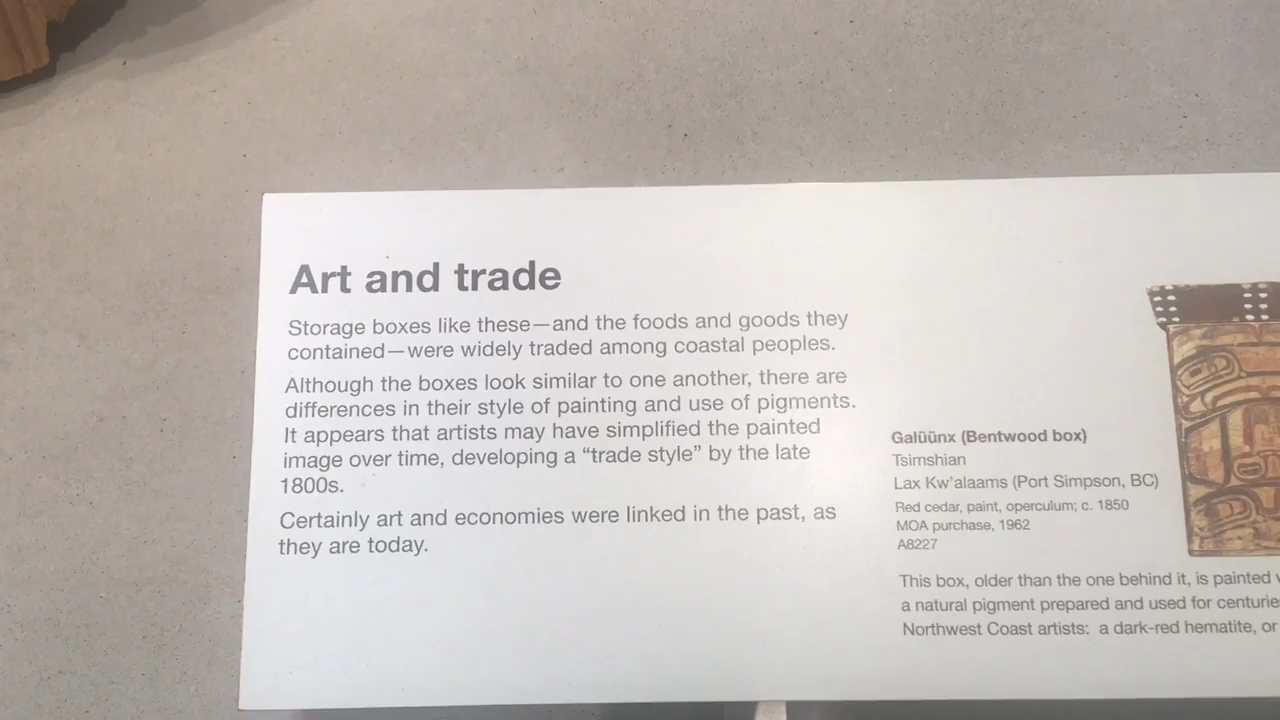 Art and trade
Storage boxes like these—and the foods and goods they
contained—were widely traded among coastal peoples.
Although the boxes look similar to one another, there are
differences in their style of painting and use of pigments.
It appears that artists may have simplified the painted
image over time, developing a “trade style” by the late
1800s.
Certainly art and economies were linked in the past, as
they are today.
Galüünx (Bentwood box)
Tsimshian
Lax Kw’alaams (Port Simpson, BC)
Red cedar, paint, operculum; c. 1850
MOA purchase, 1962
A8227
This box, older than the one behind it, is painted
a natural pigment prepared and used for
Northwest Coast artists: a dark-red hematite, or